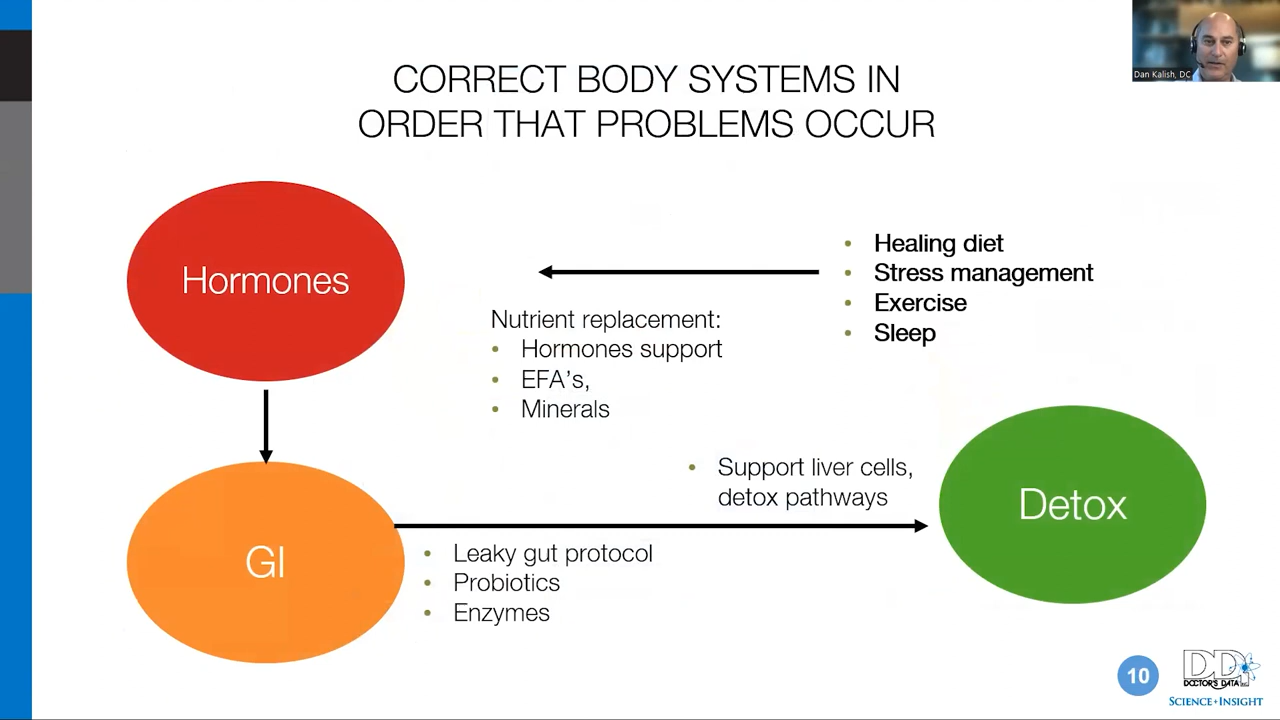 CORRECT BODY SYSTEMS IN
ORDER THAT PROBLEMS OCCUR
Dan Kalish, DC
Hormones
• Healing diet
• Stress management
• Exercise
• Sleep
Nutrient replacement:
• Hormones support
• EFA's,
• Minerals
• Support liver cells,
detox pathways
Detox
GI
• Leaky gut protocol
• Probiotics
• Enzymes
10
DDI
DOCTOR'S DATA INC
SCIENCE + INSIGHT